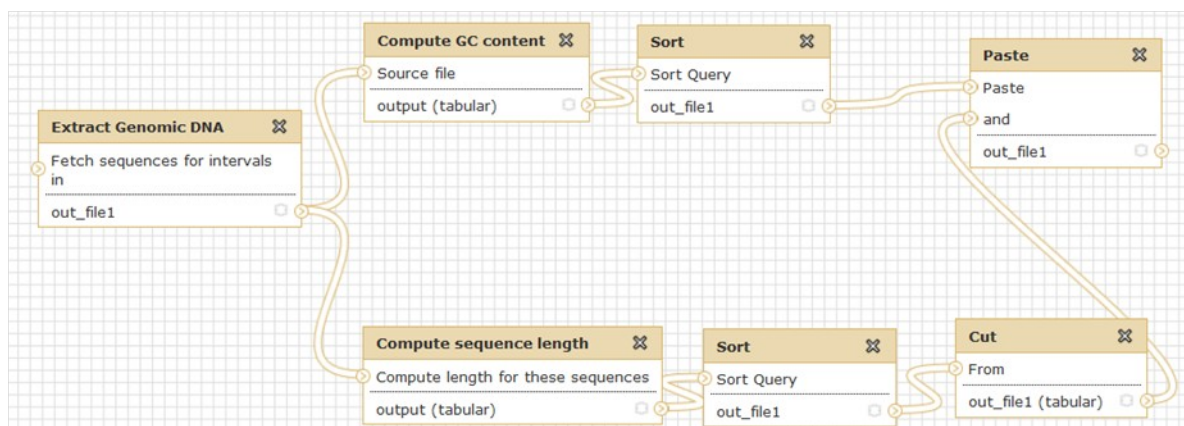 Extract Genomic DNA
Fetch sequences for intervals
in
out_file1
Compute GC content
Source file
output (tabular)
Sort
Sort Query
out_file1
Paste
Paste
and
out_file1
Compute sequence length
Compute length for these sequences
output (tabular)
Sort
Sort Query
out_file1
Cut
From
out_file1 (tabular)